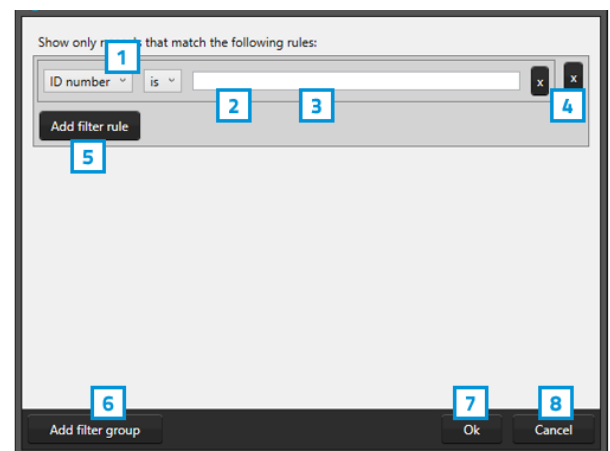 Show only records that match the following rules:
1
ID number is x x
2 3 4
Add filter rule
5
6 7 8
Add filter group Ok Cancel